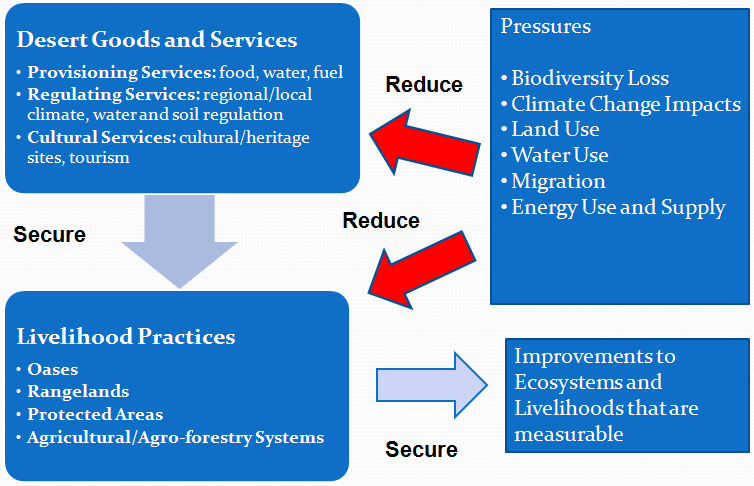 Desert Goods and Services
• Provisioning Services: food, water, fuel
• Regulating Services: regional/local
climate, water and soil regulation
• Cultural Services: cultural/heritage
sites, tourism
Reduce
Pressures
• Biodiversity Loss
• Climate Change Impacts
• Land Use
• Water Use
• Migration
• Energy Use and Supply
Secure
Reduce
Livelihood Practices
• Oases
• Rangelands
• Protected Areas
• Agricultural/Agro-forestry Systems
Secure
Improvements to
Ecosystems and
Livelihoods that are
measurable